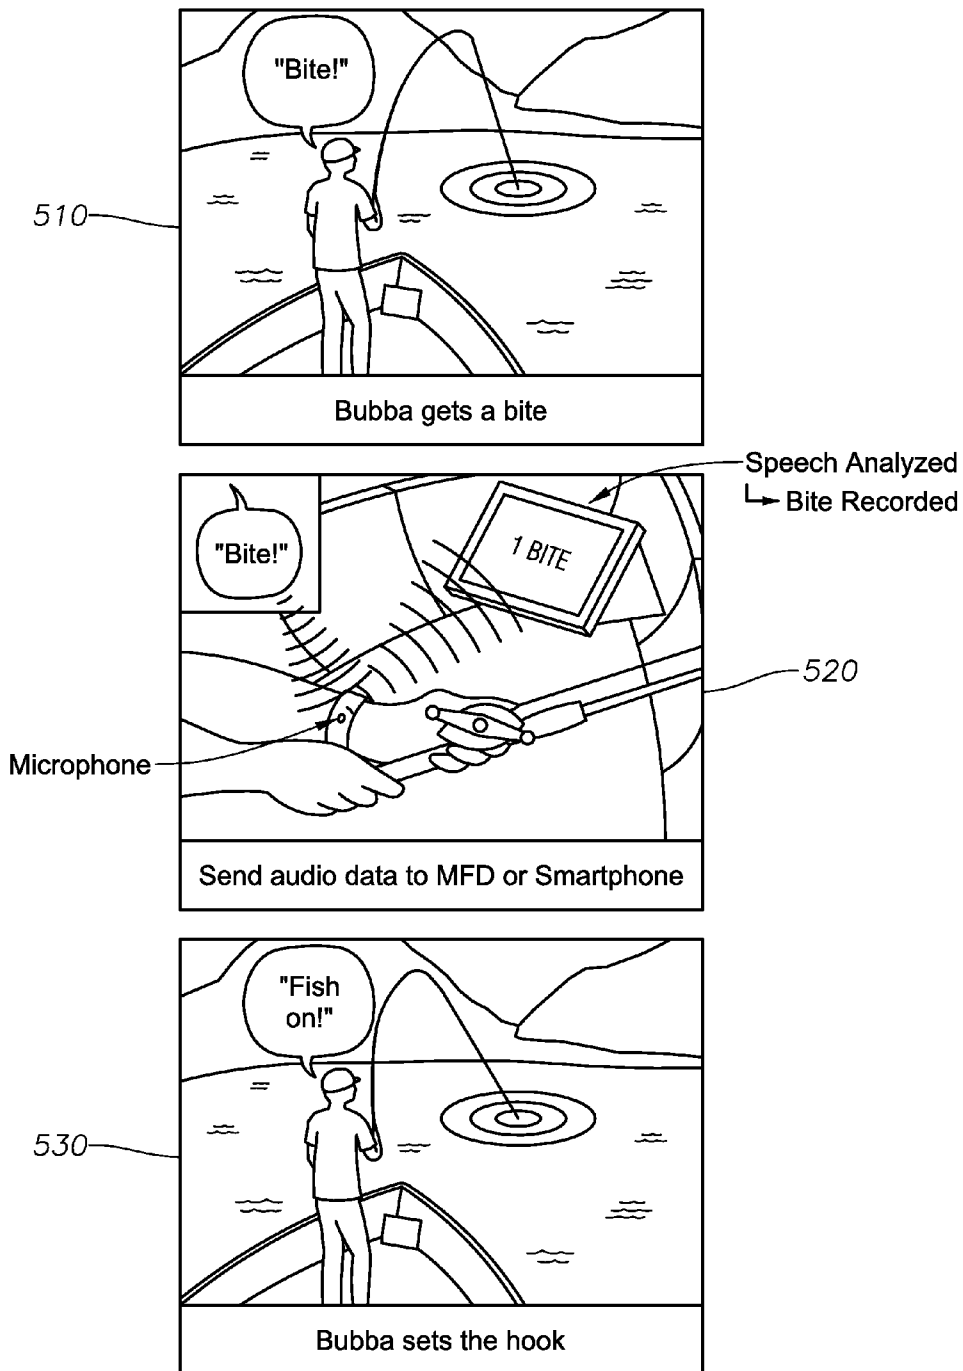 "Bite!"
510
Bubba gets a bite
Speech Analyzed
Bite Recorded
"Bite!"
1 BITE
520
Microphone
Send audio data to MFD or Smartphone
"Fish
on!"
530
Bubba sets the hook